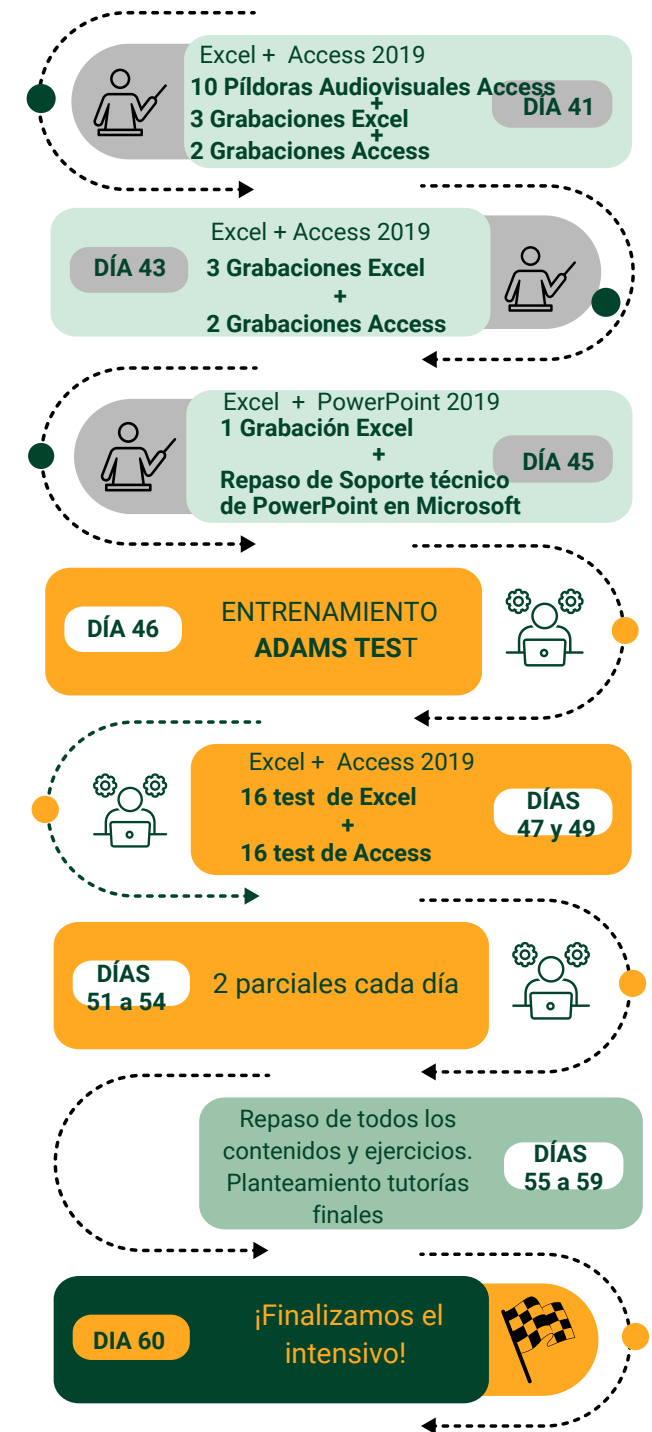 Excel + Access 2019
10 Píldoras Audiovisuales Access
+
3 Grabaciones Excel
+
2 Grabaciones Access
DÍA 41
Excel + Access 2019
DÍA 43
3 Grabaciones Excel
+
2 Grabaciones Access
Excel + PowerPoint 2019
1 Grabación Excel
+
Repaso de Soporte técnico
de PowerPoint en Microsoft
DÍA 45
DÍA 46
ENTRENAMIENTO
ADAMS TEST
Excel + Access 2019
16 test de Excel
+
16 test de Access
DÍAS
47 y 49
DÍAS
51 a 54
2 parciales cada día
Repaso de todos los
contenidos y ejercicios.
Planteamiento tutorías
finales
DÍAS
55 a 59
DIA 60
¡Finalizamos el
intensivo!